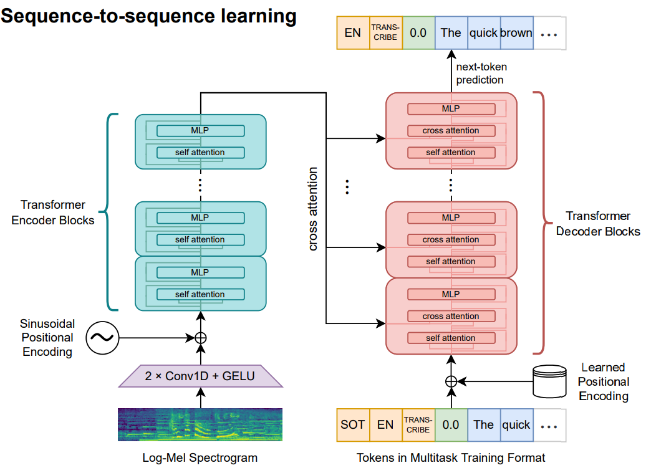 Sequence-to-sequence learning
EN TRANS-CRIBE 0.0 The quick brown ...
next-token
prediction
MLP
self attention
MLP
self attention
MLP
self attention
Transformer
Encoder Blocks
cross attention
MLP
cross attention
self attention
MLP
cross attention
self attention
MLP
cross attention
self attention
Transformer
Decoder Blocks
Sinusoidal
Positional
Encoding
2 × Conv1D + GELU
Learned
Positional
Encoding
SOT EN TRANS-CRIBE 0.0 The quick ...
Log-Mel Spectrogram
Tokens in Multitask Training Format